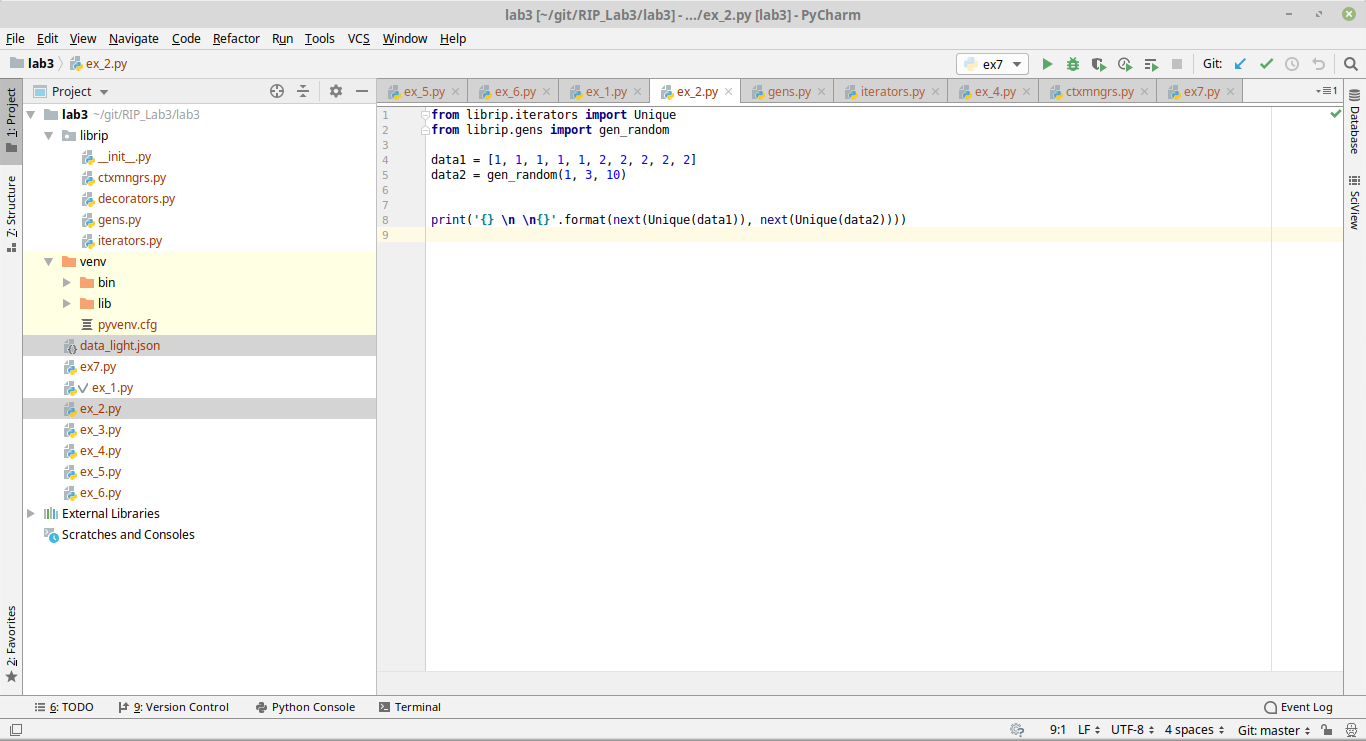 lab3 [~/git/RIP_Lab3/lab3] - .../ex_2.py [lab3] - PyCharm
File Edit View Navigate Code Refactor Run Tools VCS Window Help
lab3 ex_2.py ex7 Git:
1: Project
7: Structure
2: Favorites
Project
lab3 ~/git/RIP_Lab3/lab3
librip
__init__.py
ctxmngrs.py
decorators.py
gens.py
iterators.py
venv
bin
lib
pyvenv.cfg
data_light.json
ex7.py
ex_1.py
ex_2.py
ex_3.py
ex_4.py
ex_5.py
ex_6.py
External Libraries
Scratches and Consoles
ex_5.py ex_6.py ex_1.py ex_2.py gens.py iterators.py ex_4.py ctxmngrs.py ex7.py 1
1 from librip.iterators import Unique
2 from librip.gens import gen_random
3
4 data1 = [1, 1, 1, 1, 1, 2, 2, 2, 2, 2]
5 data2 = gen_random(1, 3, 10)
6
7
8 print('{} \n \n{}'.format(next(Unique(data1)), next(Unique(data2))))
9
Database
SciView
6: TODO 9: Version Control Python Console Terminal Event Log
9:1 LF UTF-8 4 spaces Git: master